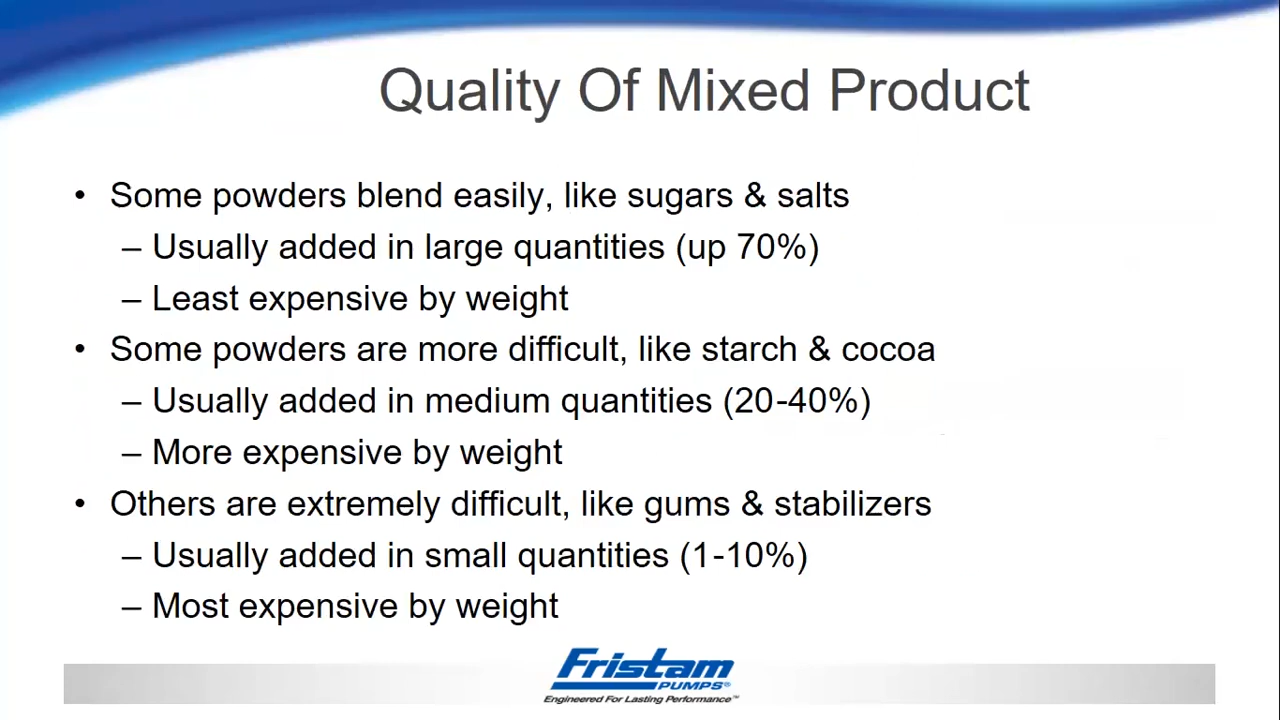 Quality Of Mixed Product
• Some powders blend easily, like sugars & salts
– Usually added in large quantities (up 70%)
– Least expensive by weight
• Some powders are more difficult, like starch & cocoa
– Usually added in medium quantities (20-40%)
– More expensive by weight
• Others are extremely difficult, like gums & stabilizers
– Usually added in small quantities (1-10%)
– Most expensive by weight
Fristam
PUMPS®
Engineered For Lasting Performance™